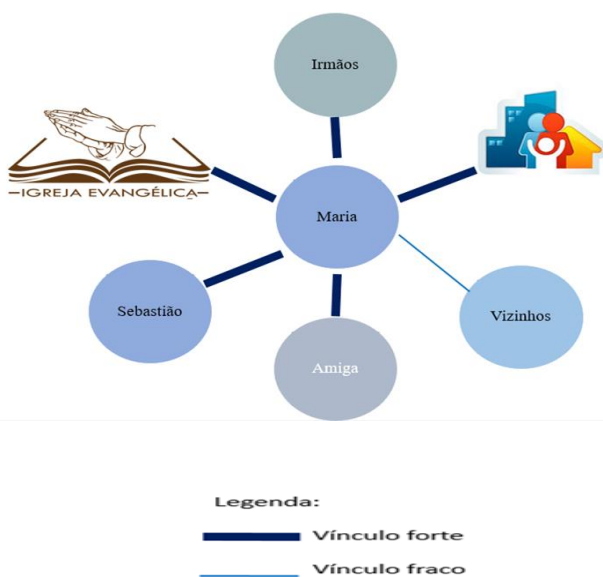 Irmãos
IGREJA EVANGÉLICA
Maria
Sebastião
Vizinhos
Amiga
Legenda:
Vínculo forte
Vínculo fraco